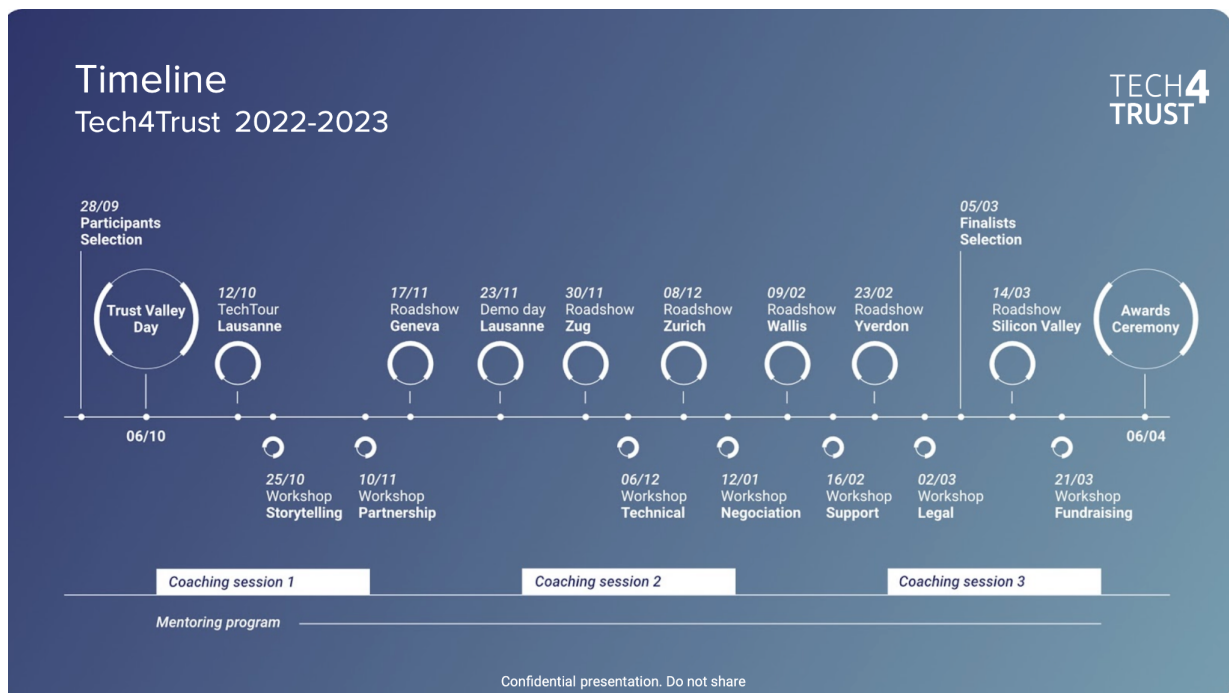 Timeline
Tech4Trust 2022-2023
TECH4
TRUST
28/09
Participants
Selection
Trust Valley
Day
06/10
12/10
TechTour
Lausanne
25/10
Workshop
Storytelling
10/11
Workshop
Partnership
17/11
Roadshow
Geneva
23/11
Demo day
Lausanne
30/11
Roadshow
Zug
06/12
Workshop
Technical
08/12
Roadshow
Zurich
12/01
Workshop
Negociation
09/02
Roadshow
Wallis
16/02
Workshop
Support
23/02
Roadshow
Yverdon
02/03
Workshop
Legal
05/03
Finalists
Selection
14/03
Roadshow
Silicon Valley
21/03
Workshop
Fundraising
Awards
Ceremony
06/04
Coaching session 1
Coaching session 2
Coaching session 3
Mentoring program
Confidential presentation. Do not share